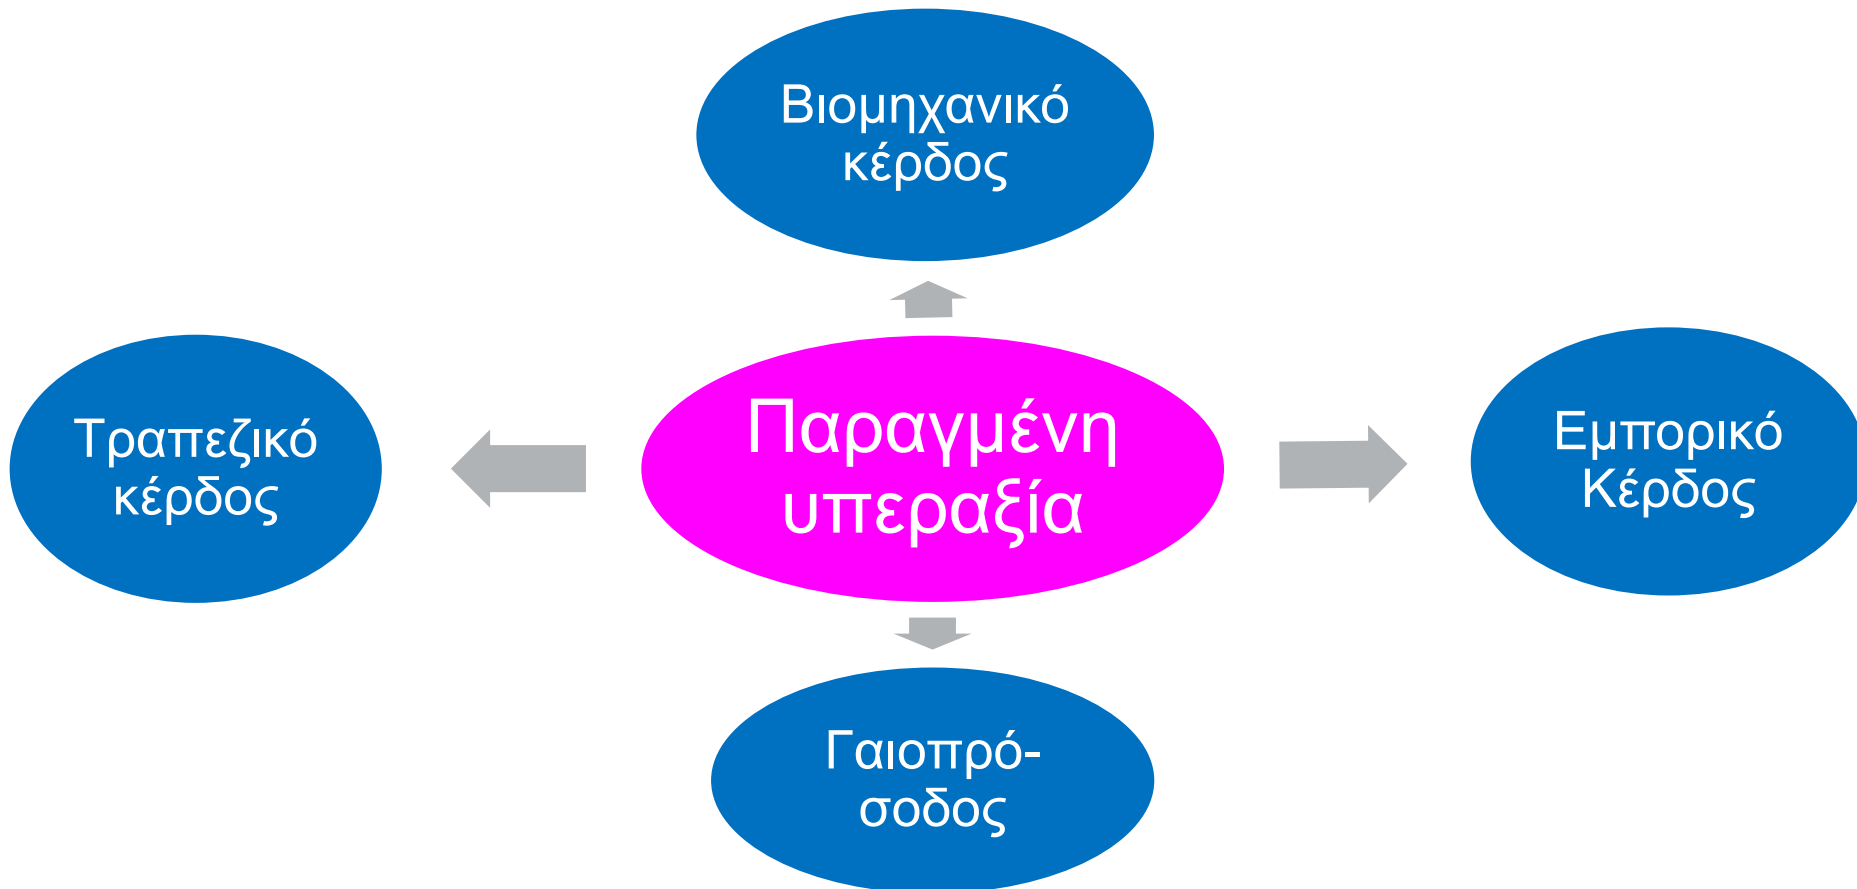 Βιομηχανικό
κέρδος
Τραπεζικό
κέρδος
Παραγμένη
υπεραξία
Εμπορικό
Κέρδος
Γαιοπρό-
σοδος